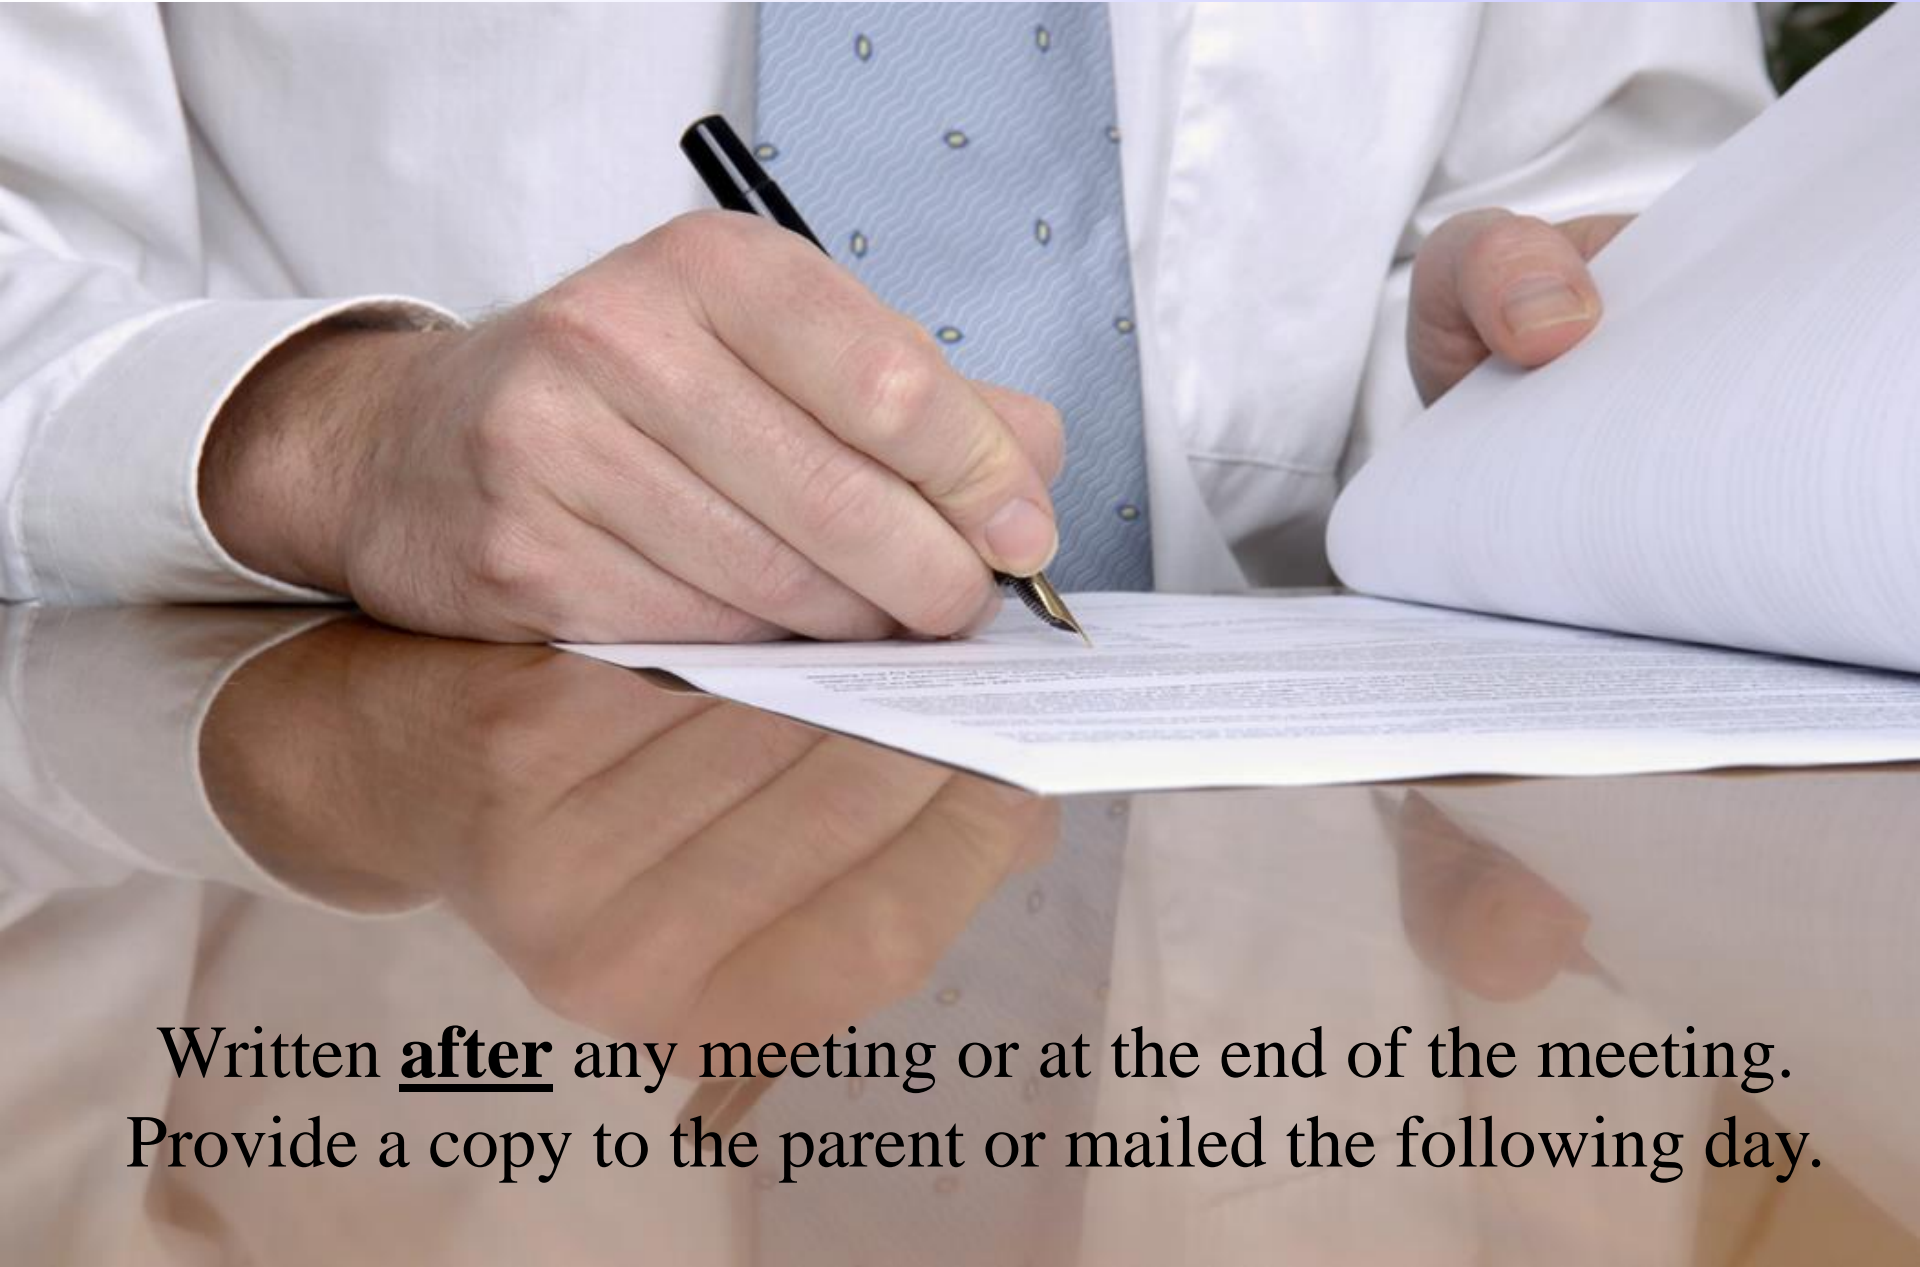 Written after any meeting or at the end of the meeting.
Provide a copy to the parent or mailed the following day.